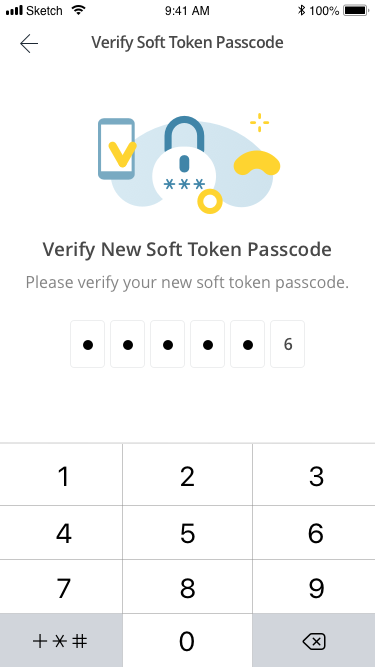 Sketch 9:41 AM 100%
Verify Soft Token Passcode
***
Verify New Soft Token Passcode
Please verify your new soft token passcode.
● ● ● ● ● 6
1 2 3
4 5 6
7 8 9
+*# 0